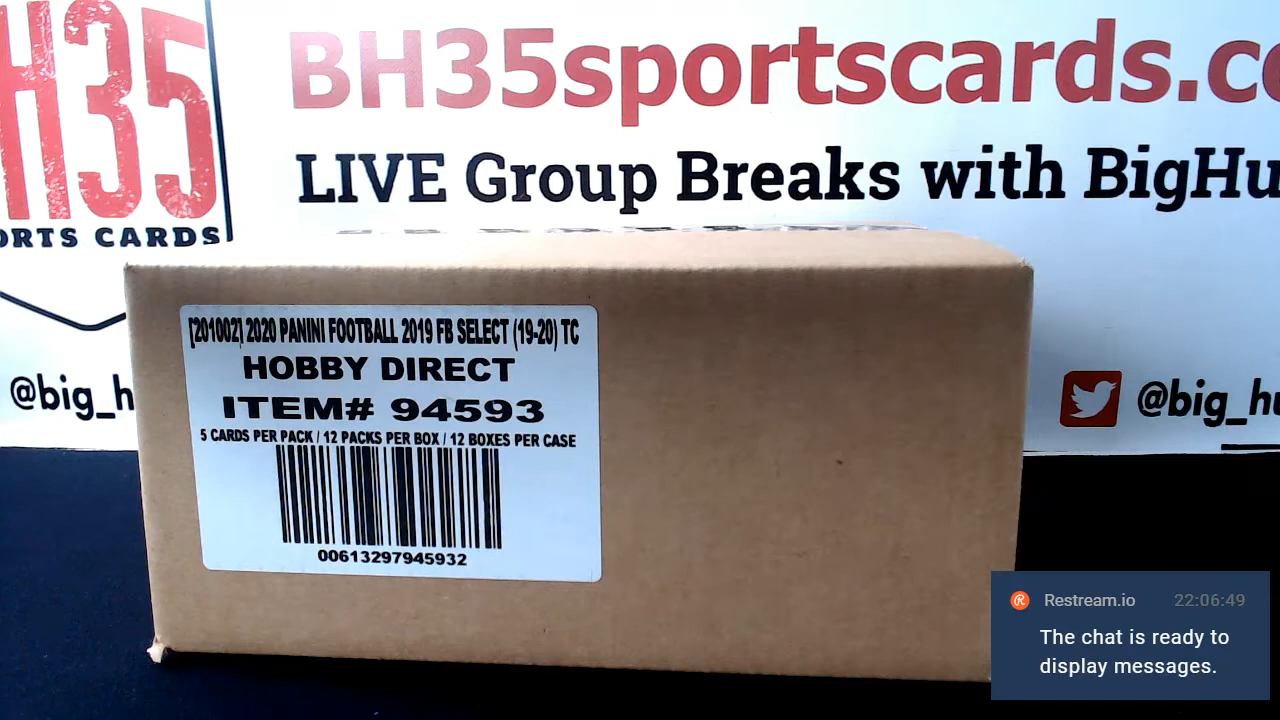 H35
ORTS CARDS
BH35sportscards.co
LIVE Group Breaks with BigHu
[201002] 2020 PANINI FOOTBALL 2019 FB SELECT (19-20) TC
HOBBY DIRECT
ITEM# 94593
5 CARDS PER PACK / 12 PACKS PER BOX / 12 BOXES PER CASE
00613297945932
@big_h
@big_hu
Restream.io 22:06:49
The chat is ready to
display messages.